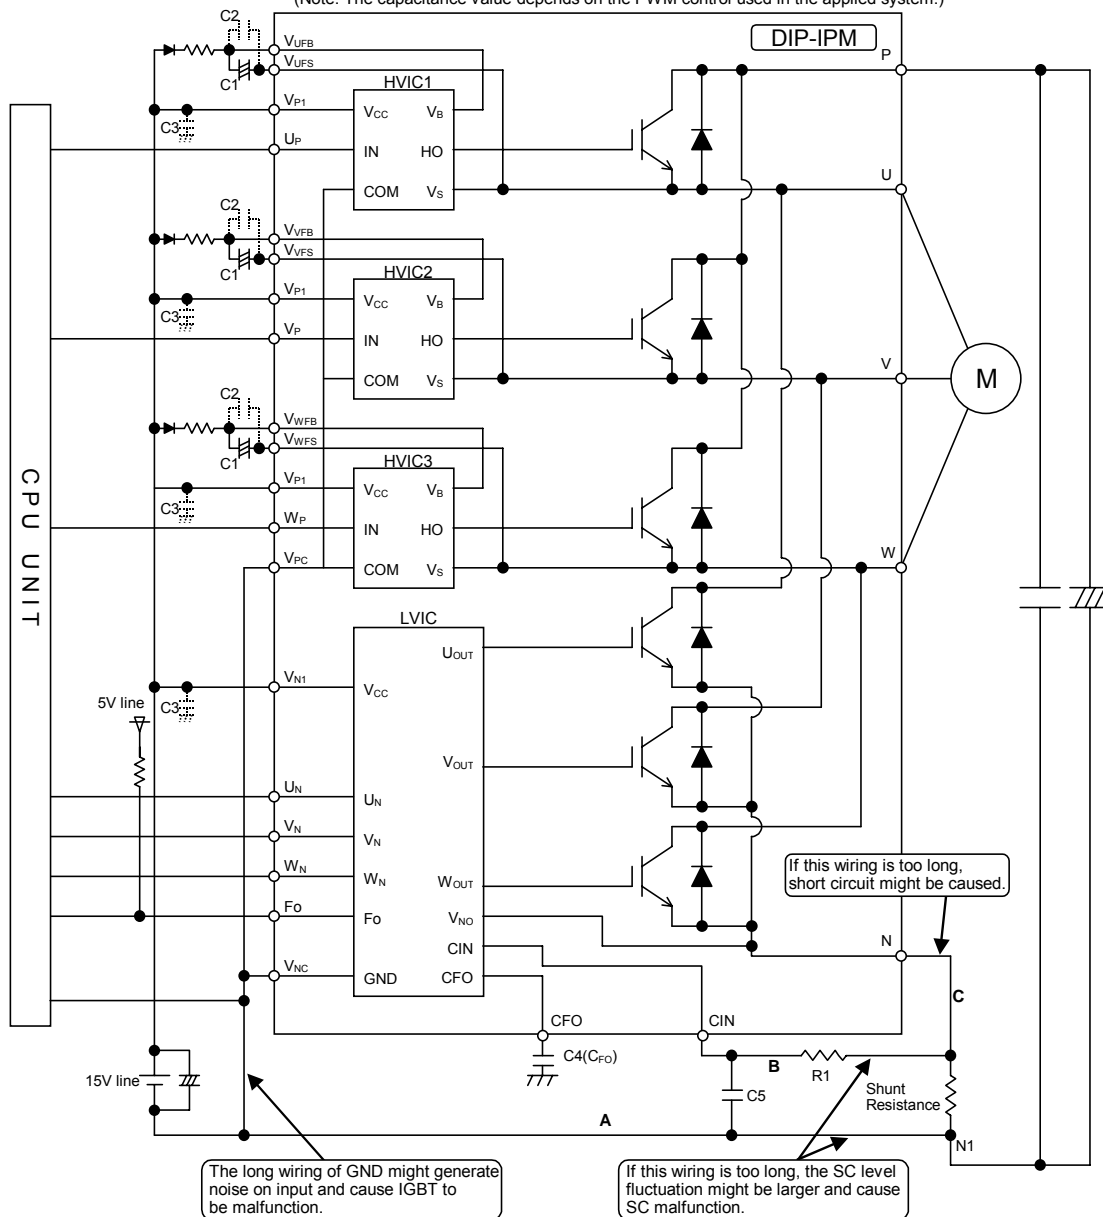 (Note: The capacitance value depends on the PWM control used in the applied system.)
DIP-IPM
C2
VUFB
VUFS
C1
P
HVIC1
VP1
C3
VCC
VB
UP
IN
HO
U
COM
VS
C2
VVFB
VVFS
C1
HVIC2
VP1
C3
VCC
VB
VP
IN
HO
V
COM
VS
M
C2
VWFB
VWFS
C1
HVIC3
VP1
C3
VCC
VB
WP
IN
HO
W
VPC
COM
VS
CPU UNIT
LVIC
UOUT
VN1
C3
VCC
5V line
VOUT
UN
UN
VN
VN
WN
WN
WOUT
Fo
Fo
VNO
CIN
VNC
GND
CFO
If this wiring is too long,
short circuit might be caused.
N
C
CFO
CIN
C4(CFO)
B
R1
15V line
C5
Shunt
Resistance
A
N1
The long wiring of GND might generate
noise on input and cause IGBT to
be malfunction.
If this wiring is too long, the SC level
fluctuation might be larger and cause
SC malfunction.